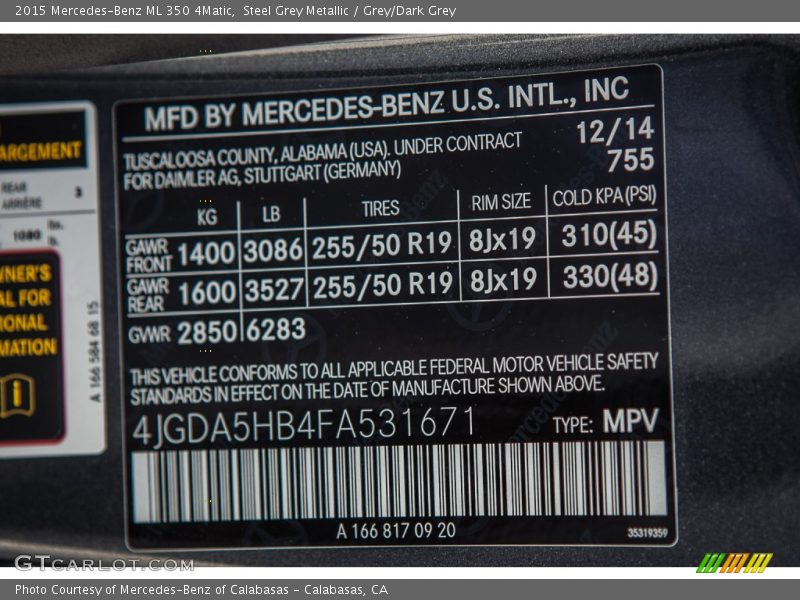 2015 Mercedes-Benz ML 350 4Matic, Steel Grey Metallic / Grey/Dark Grey
ARGEMENT
REAR
ARRIÈRE
3
1080 lbs.
WNER'S
AL FOR
IONAL
MATION
A 166 584 68 15
MFD BY MERCEDES-BENZ U.S. INTL., INC
TUSCALOOSA COUNTY, ALABAMA (USA). UNDER CONTRACT
FOR DAIMLER AG, STUTTGART (GERMANY)
12/14
755
KG LB TIRES RIM SIZE COLD KPA (PSI)
GAWR FRONT 1400 3086 255/50 R19 8Jx19 310(45)
GAWR REAR 1600 3527 255/50 R19 8Jx19 330(48)
GWR 2850 6283
THIS VEHICLE CONFORMS TO ALL APPLICABLE FEDERAL MOTOR VEHICLE SAFETY
STANDARDS IN EFFECT ON THE DATE OF MANUFACTURE SHOWN ABOVE.
4JGDA5HB4FA531671 TYPE: MPV
A 166 817 09 20
35319359
GTCARLOT.COM
Photo Courtesy of Mercedes-Benz of Calabasas - Calabasas, CA